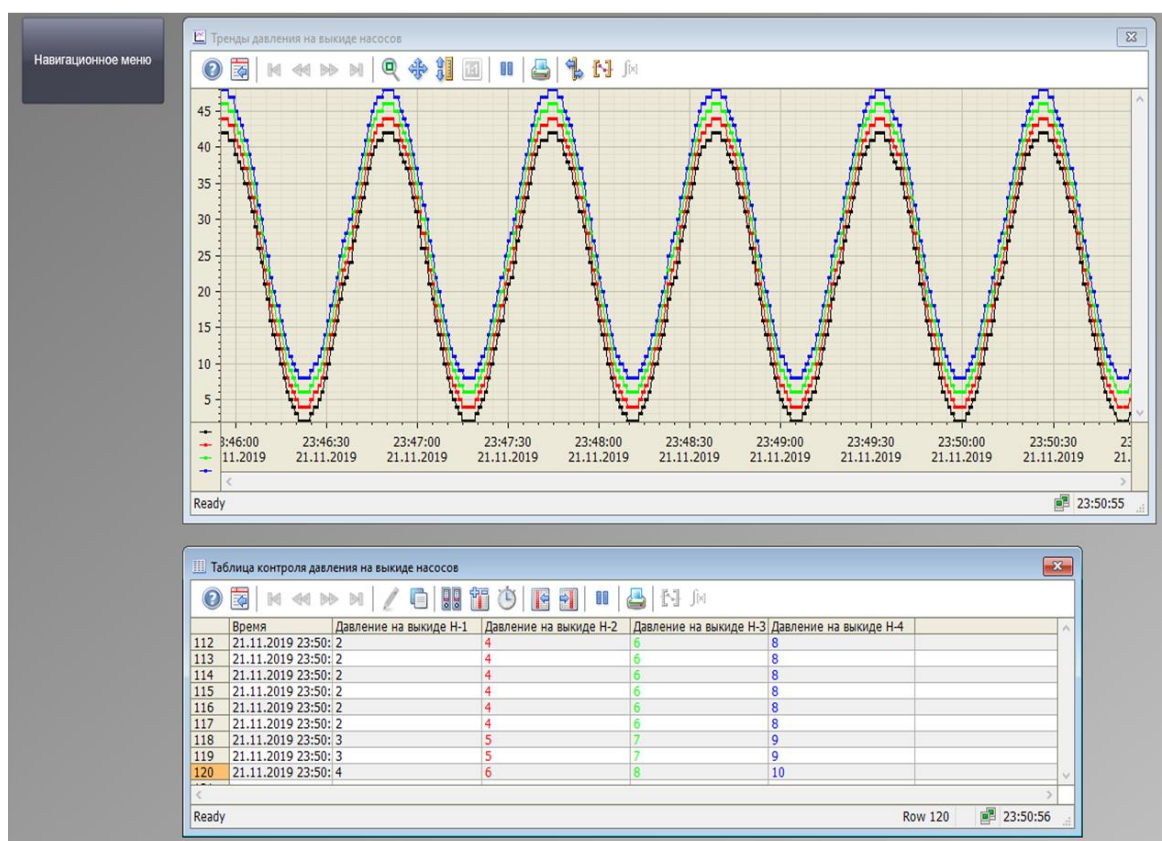 Навигационное меню
Тренды давления на выкиде насосов
45
40
35
30
25
20
15
10
5
3:46:00 23:46:30 23:47:00 23:47:30 23:48:00 23:48:30 23:49:00 23:49:30 23:50:00 23:50:30 23
11.2019 21.11.2019 21.11.2019 21.11.2019 21.11.2019 21.11.2019 21.11.2019 21.11.2019 21.11.2019 21.11.2019 21.
Ready 23:50:55
Таблица контроля давления на выкиде насосов
Время Давление на выкиде Н-1 Давление на выкиде Н-2 Давление на выкиде Н-3 Давление на выкиде Н-4
112 21.11.2019 23:50: 2 4 6 8
113 21.11.2019 23:50: 2 4 6 8
114 21.11.2019 23:50: 2 4 6 8
115 21.11.2019 23:50: 2 4 6 8
116 21.11.2019 23:50: 2 4 6 8
117 21.11.2019 23:50: 2 4 6 8
118 21.11.2019 23:50: 3 5 7 9
119 21.11.2019 23:50: 3 5 7 9
120 21.11.2019 23:50: 4 6 8 10
Ready Row 120 23:50:56